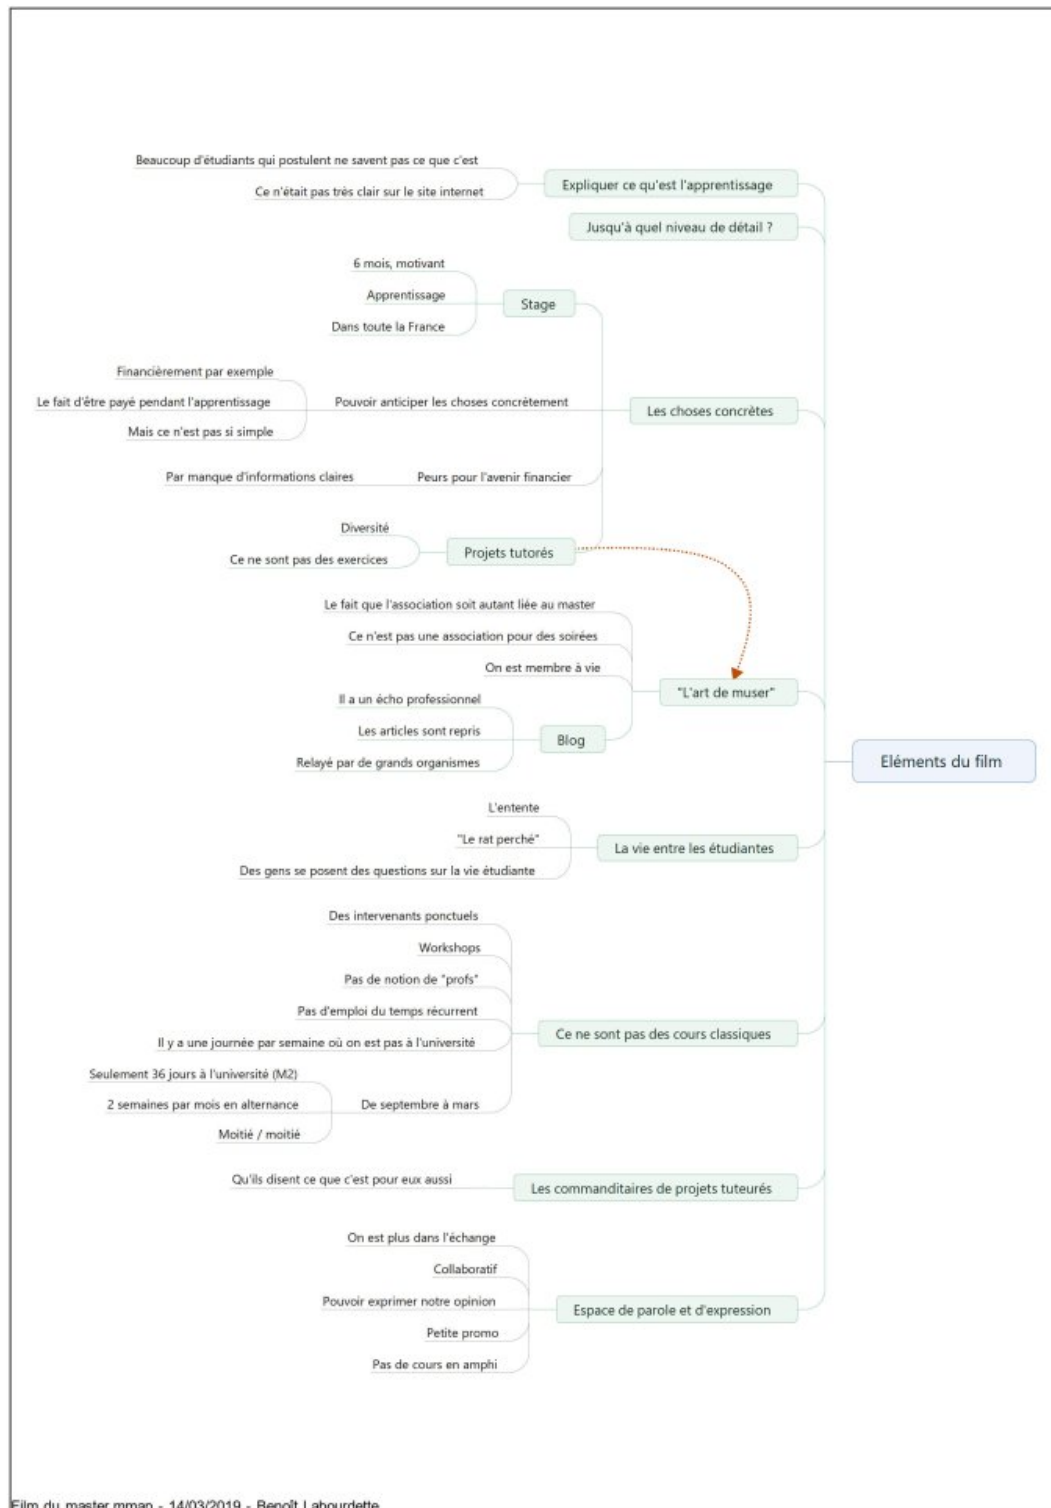 Beaucoup d'étudiants qui postulent ne savent pas ce que c'est
Ce n'était pas très clair sur le site internet
Expliquer ce qu'est l'apprentissage
Jusqu'à quel niveau de détail ?
6 mois, motivant
Apprentissage
Dans toute la France
Stage
Financièrement par exemple
Le fait d'être payé pendant l'apprentissage
Mais ce n'est pas si simple
Pouvoir anticiper les choses concrètement
Les choses concrètes
Par manque d'informations claires
Peurs pour l'avenir financier
Diversité
Ce ne sont pas des exercices
Projets tutorés
Le fait que l'association soit autant liée au master
Ce n'est pas une association pour des soirées
On est membre à vie
"L'art de muser"
Il a un écho professionnel
Les articles sont repris
Relayé par de grands organismes
Blog
Eléments du film
L'entente
"Le rat perché"
Des gens se posent des questions sur la vie étudiante
La vie entre les étudiantes
Des intervenants ponctuels
Workshops
Pas de notion de "profs"
Pas d'emploi du temps récurrent
Il y a une journée par semaine où on est pas à l'université
Ce ne sont pas des cours classiques
Seulement 36 jours à l'université (M2)
2 semaines par mois en alternance
Moitié / moitié
De septembre à mars
Qu'ils disent ce que c'est pour eux aussi
Les commanditaires de projets tuteurés
On est plus dans l'échange
Collaboratif
Pouvoir exprimer notre opinion
Petite promo
Pas de cours en amphi
Espace de parole et d'expression
Film du master.mmap - 14/03/2019 - Benoît Labourdette